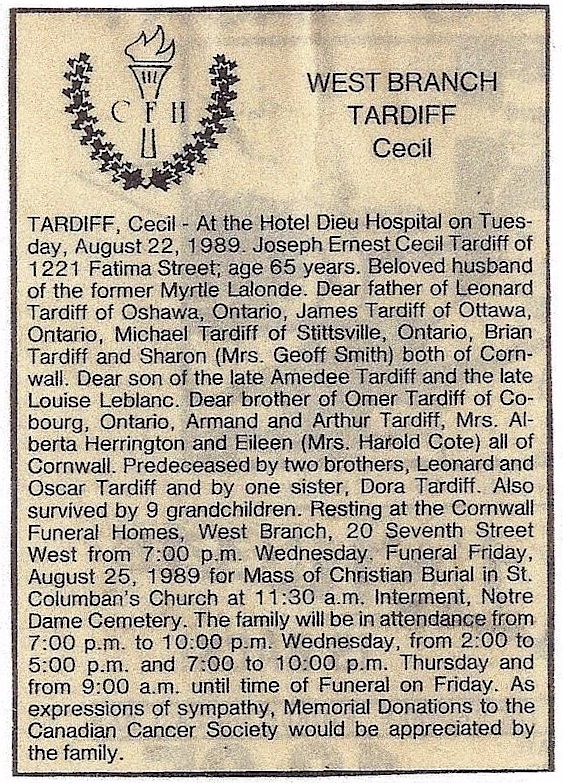 C F H
WEST BRANCH
TARDIFF
Cecil
TARDIFF, Cecil - At the Hotel Dieu Hospital on Tues-
day, August 22, 1989. Joseph Ernest Cecil Tardiff of
1221 Fatima Street; age 65 years. Beloved husband
of the former Myrtle Lalonde. Dear father of Leonard
Tardiff of Oshawa, Ontario, James Tardiff of Ottawa,
Ontario, Michael Tardiff of Stittsville, Ontario, Brian
Tardiff and Sharon (Mrs. Geoff Smith) both of Corn-
wall. Dear son of the late Amedee Tardiff and the late
Louise Leblanc. Dear brother of Omer Tardiff of Co-
bourg, Ontario, Armand and Arthur Tardiff, Mrs. Al-
berta Herrington and Eileen (Mrs. Harold Cote) all of
Cornwall. Predeceased by two brothers, Leonard and
Oscar Tardiff and by one sister, Dora Tardiff. Also
survived by 9 grandchildren. Resting at the Cornwall
Funeral Homes, West Branch, 20 Seventh Street
West from 7:00 p.m. Wednesday. Funeral Friday,
August 25, 1989 for Mass of Christian Burial in St.
Columban's Church at 11:30 a.m. Interment, Notre
Dame Cemetery. The family will be in attendance from
7:00 p.m. to 10:00 p.m. Wednesday, from 2:00 to
5:00 p.m. and 7:00 to 10:00 p.m. Thursday and
from 9:00 a.m. until time of Funeral on Friday. As
expressions of sympathy, Memorial Donations to the
Canadian Cancer Society would be appreciated by
the family.